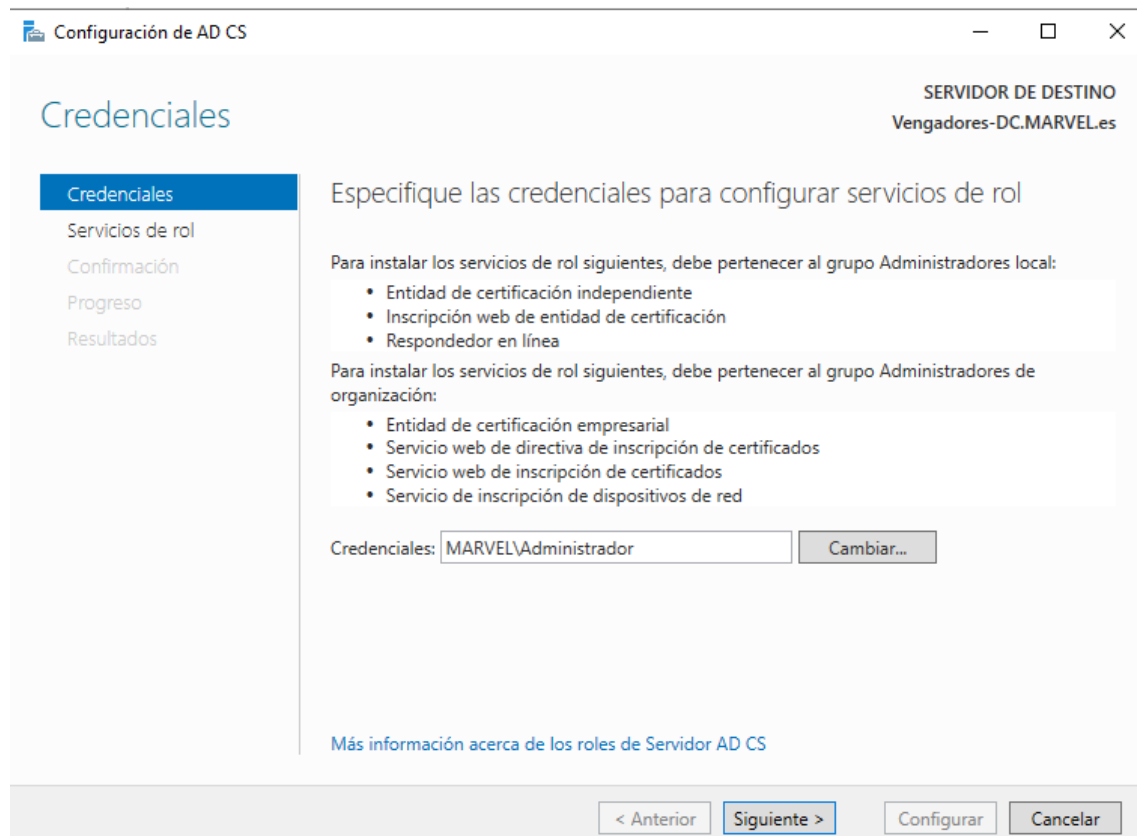 Configuración de AD CS
SERVIDOR DE DESTINO
Vengadores-DC.MARVEL.es
Credenciales
Credenciales
Servicios de rol
Confirmación
Progreso
Resultados
Especifique las credenciales para configurar servicios de rol
Para instalar los servicios de rol siguientes, debe pertenecer al grupo Administradores local:
• Entidad de certificación independiente
• Inscripción web de entidad de certificación
• Respondedor en línea
Para instalar los servicios de rol siguientes, debe pertenecer al grupo Administradores de
organización:
• Entidad de certificación empresarial
• Servicio web de directiva de inscripción de certificados
• Servicio web de inscripción de certificados
• Servicio de inscripción de dispositivos de red
Credenciales: MARVEL\Administrador Cambiar...
Más información acerca de los roles de Servidor AD CS
< Anterior Siguiente > Configurar Cancelar